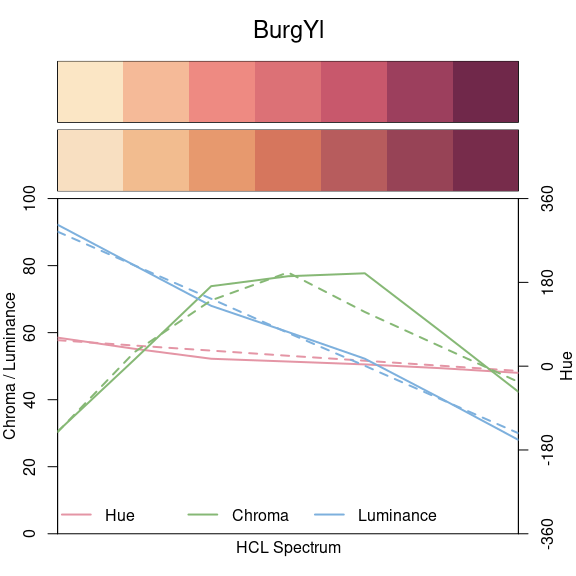 BurgYl
100
80
60
40
20
0
Chroma / Luminance
360
180
0
-180
-360
Hue
Hue
Chroma
Luminance
HCL Spectrum